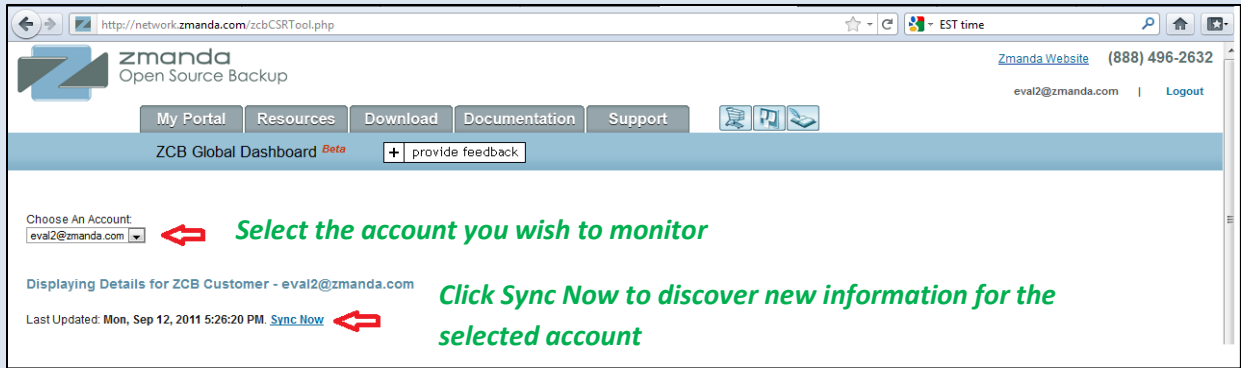 http://network.zmanda.com/zcbCSRTool.php
EST time
zmanda
Open Source Backup
Zmanda Website (888) 496-2632
eval2@zmanda.com | Logout
My Portal Resources Download Documentation Support
ZCB Global Dashboard Beta + provide feedback
Choose An Account:
eval2@zmanda.com
Select the account you wish to monitor
Displaying Details for ZCB Customer - eval2@zmanda.com
Last Updated: Mon, Sep 12, 2011 5:26:20 PM. Sync Now
Click Sync Now to discover new information for the
selected account